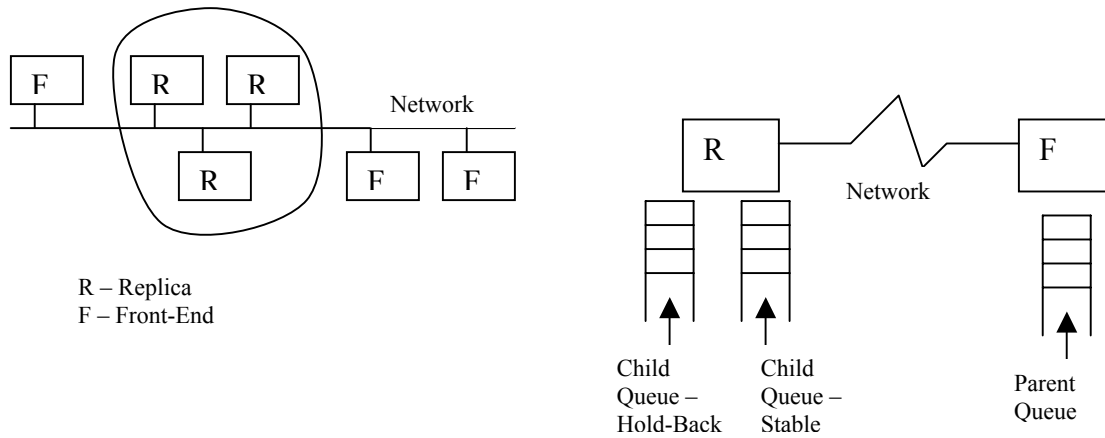 F
R
R
Network
R
F
F
R – Replica
F – Front-End
R
F
Network
Child
Queue –
Hold-Back
Child
Queue –
Stable
Parent
Queue